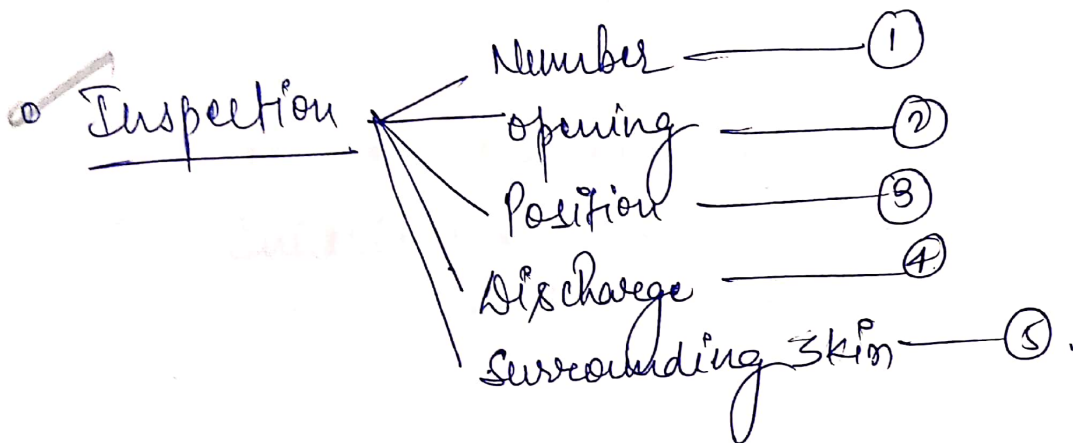 Number ①
Inspection
opening ②
Position ③
Discharge ④
Surrounding Skin ⑤.